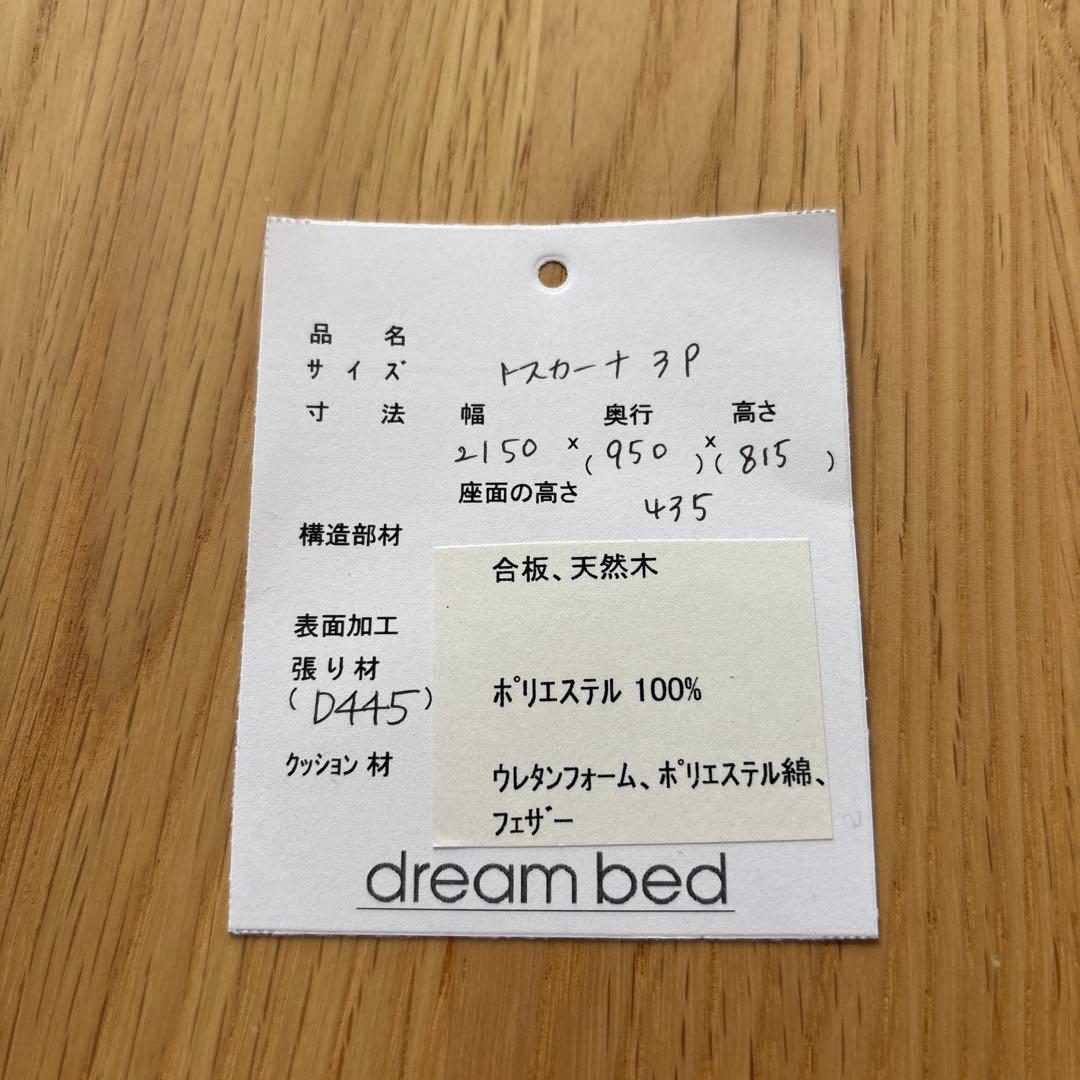 品 名
サイズ トスカーナ 3P
寸 法 幅 奥行 高さ
2150 × (950) × (815)
座面の高さ 435
構造部材
合板、天然木
表面加工
張り材
(D445) ポリエステル 100%
クッション材 ウレタンフォーム、ポリエステル綿、
フェザー
dream bed